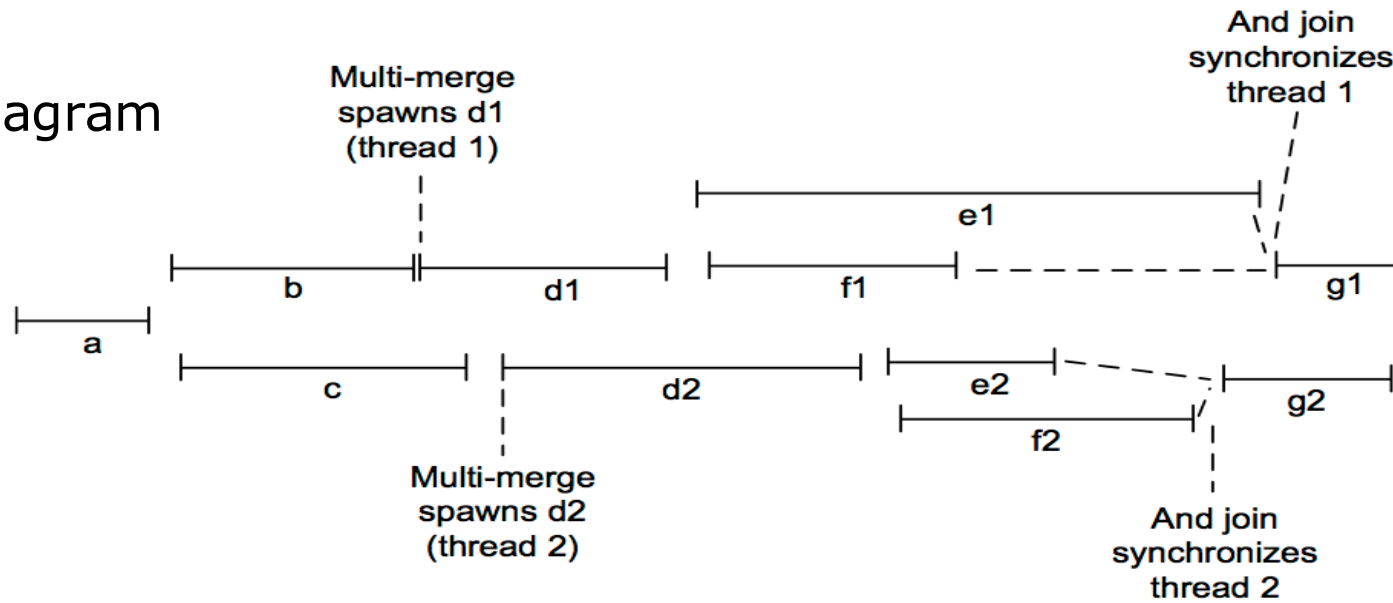 And join
synchronizes
thread 1
agram
Multi-merge
spawns d1
(thread 1)
e1
b
d1
f1
g1
a
c
d2
e2
g2
f2
Multi-merge
spawns d2
(thread 2)
And join
synchronizes
thread 2